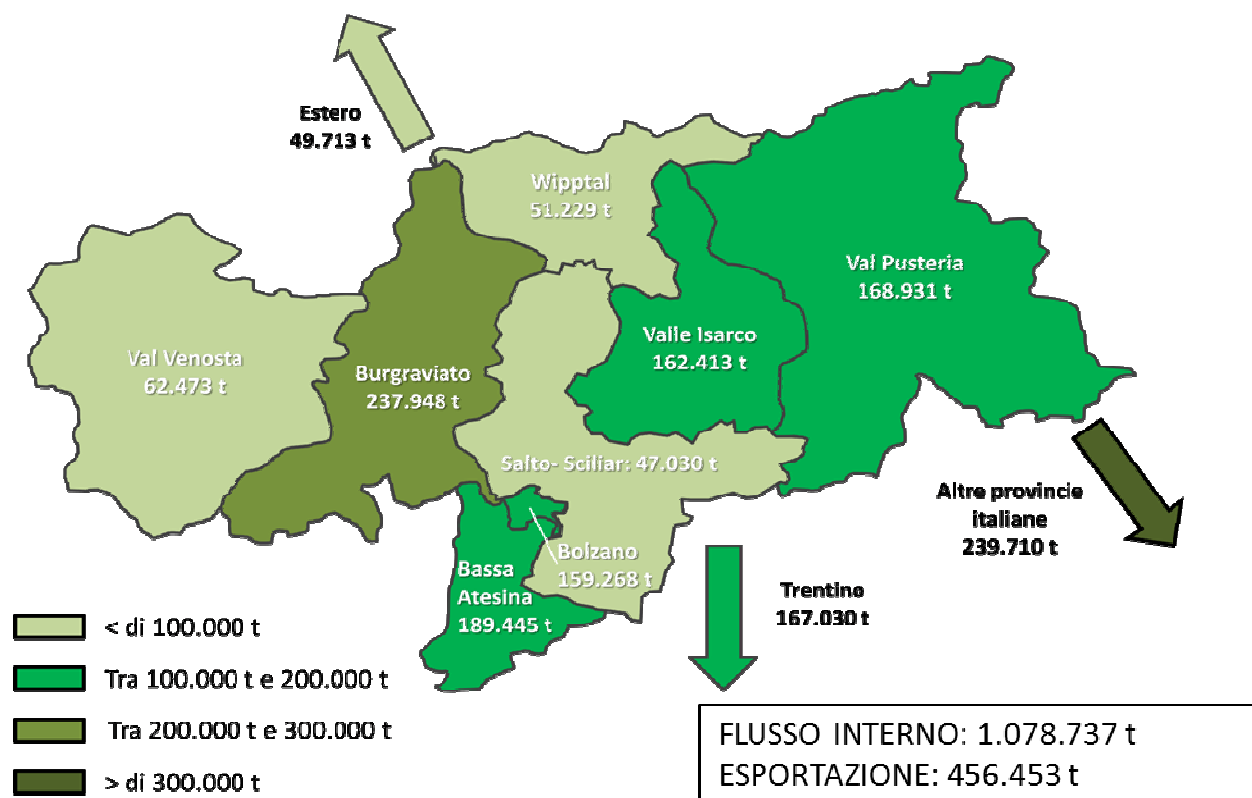 Estero
49.713 t
Wipptal
51.229 t
Val Pusteria
168.931 t
Valle Isarco
162.413 t
Val Venosta
62.473 t
Burgraviato
237.948 t
Salto- Sciliar: 47.030 t
Altre provincie
italiane
239.710 t
Bolzano
159.268 t
Bassa
Atesina
189.445 t
Trentino
167.030 t
< di 100.000 t
Tra 100.000 t e 200.000 t
Tra 200.000 t e 300.000 t
> di 300.000 t
FLUSSO INTERNO: 1.078.737 t
ESPORTAZIONE: 456.453 t